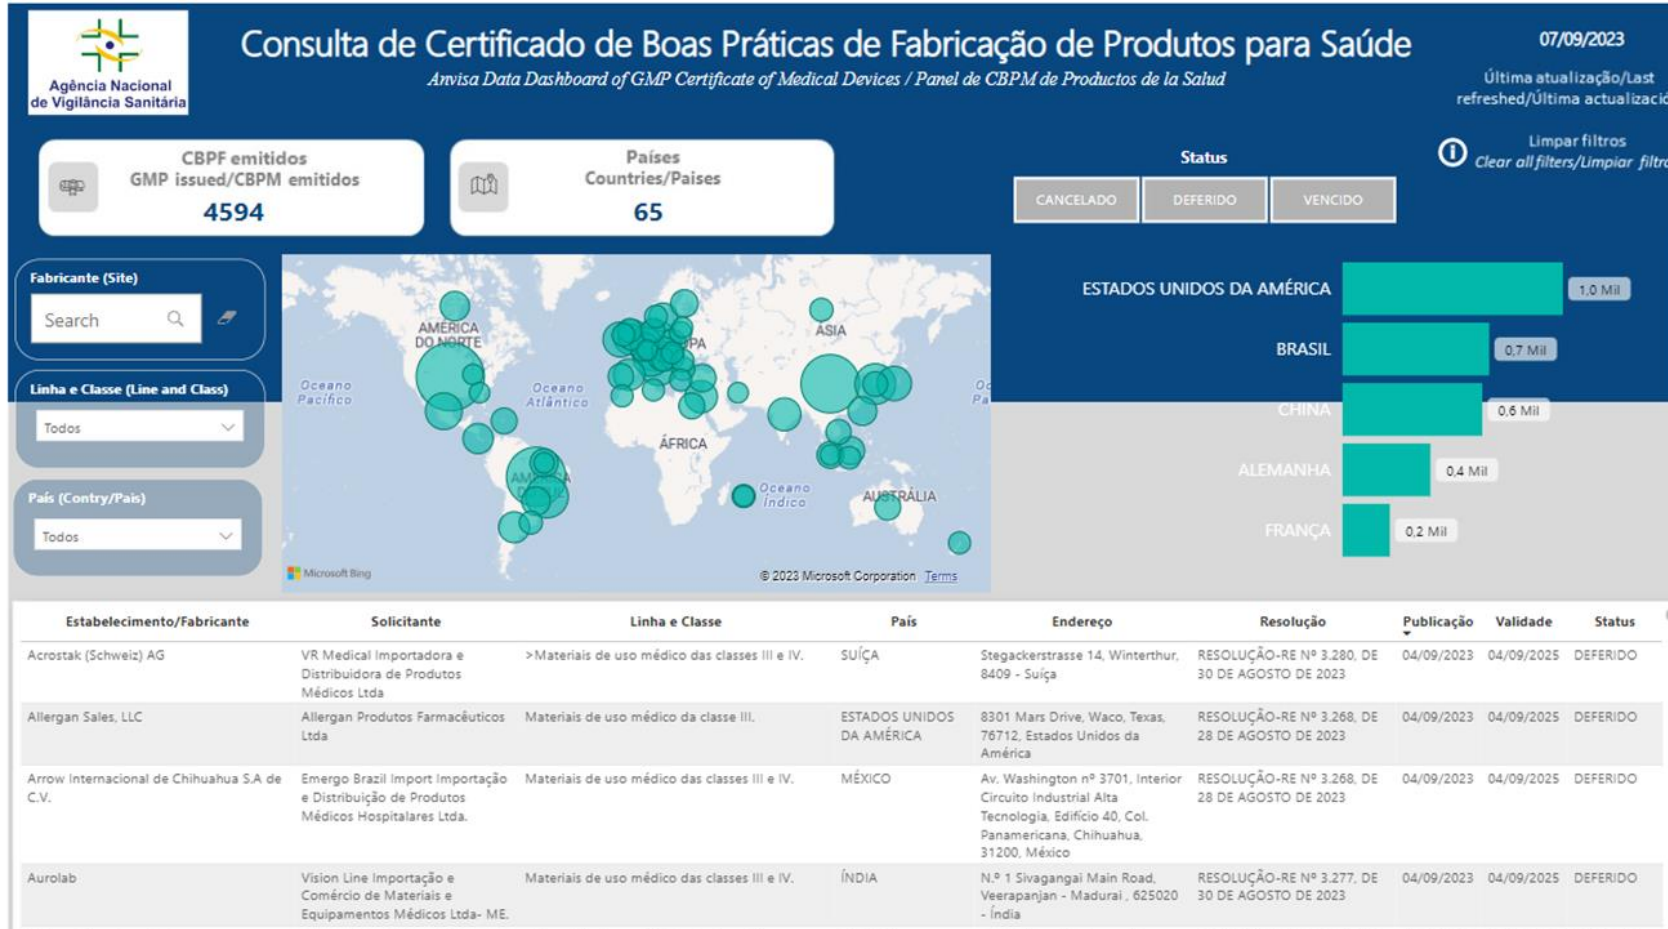 Agência Nacional
de Vigilância Sanitária
Consulta de Certificado de Boas Práticas de Fabricação de Produtos para Saúde
Anvisa Data Dashboard of GMP Certificate of Medical Devices / Panel de CBPM de Productos de la Salud
07/09/2023
Última atualização/Last
refreshed/Última actualizació
Limpar filtros
Clear all filters/Limpiar filtro
CBPF emitidos
GMP issued/CBPM emitidos
4594
Países
Countries/Paises
65
Status
CANCELADO
DEFERIDO
VENCIDO
Fabricante (Site)
Search
Linha e Classe (Line and Class)
Todos
País (Contry/Pais)
Todos
AMÉRICA
DO NORTE
ÁSIA
Oceano
Pacífico
Oceano
Atlântico
ÁFRICA
Oceano
Índico
AUSTRÁLIA
Microsoft Bing
© 2023 Microsoft Corporation Terms
ESTADOS UNIDOS DA AMÉRICA 1,0 Mil
BRASIL 0,7 Mil
CHINA 0,6 Mil
ALEMANHA 0,4 Mil
FRANÇA 0,2 Mil
Estabelecimento/Fabricante Solicitante Linha e Classe País Endereço Resolução Publicação Validade Status
Acrostak (Schweiz) AG VR Medical Importadora e >Materiais de uso médico das classes III e IV. SUÍÇA Stegackerstrasse 14, Winterthur, RESOLUÇÃO-RE Nº 3.280, DE 04/09/2023 04/09/2025 DEFERIDO
Distribuidora de Produtos 8409 - Suíça 30 DE AGOSTO DE 2023
Médicos Ltda
Allergan Sales, LLC Allergan Produtos Farmacêuticos Materiais de uso médico da classe III. ESTADOS UNIDOS 8301 Mars Drive, Waco, Texas, RESOLUÇÃO-RE Nº 3.268, DE 04/09/2023 04/09/2025 DEFERIDO
Ltda DA AMÉRICA 76712, Estados Unidos da 28 DE AGOSTO DE 2023
América
Arrow Internacional de Chihuahua S.A de Emergo Brazil Import Importação Materiais de uso médico das classes III e IV. MÉXICO Av. Washington nº 3701, Interior RESOLUÇÃO-RE Nº 3.268, DE 04/09/2023 04/09/2025 DEFERIDO
C.V. e Distribuição de Produtos Circuito Industrial Alta 28 DE AGOSTO DE 2023
Médicos Hospitalares Ltda. Tecnologia, Edifício 40, Col.
Panamericana, Chihuahua,
31200, México
Aurolab Vision Line Importação e Materiais de uso médico das classes III e IV. ÍNDIA N.º 1 Sivagangai Main Road, RESOLUÇÃO-RE Nº 3.277, DE 04/09/2023 04/09/2025 DEFERIDO
Comércio de Materiais e Veerapanjan - Madurai , 625020 30 DE AGOSTO DE 2023
Equipamentos Médicos Ltda- ME. - Índia